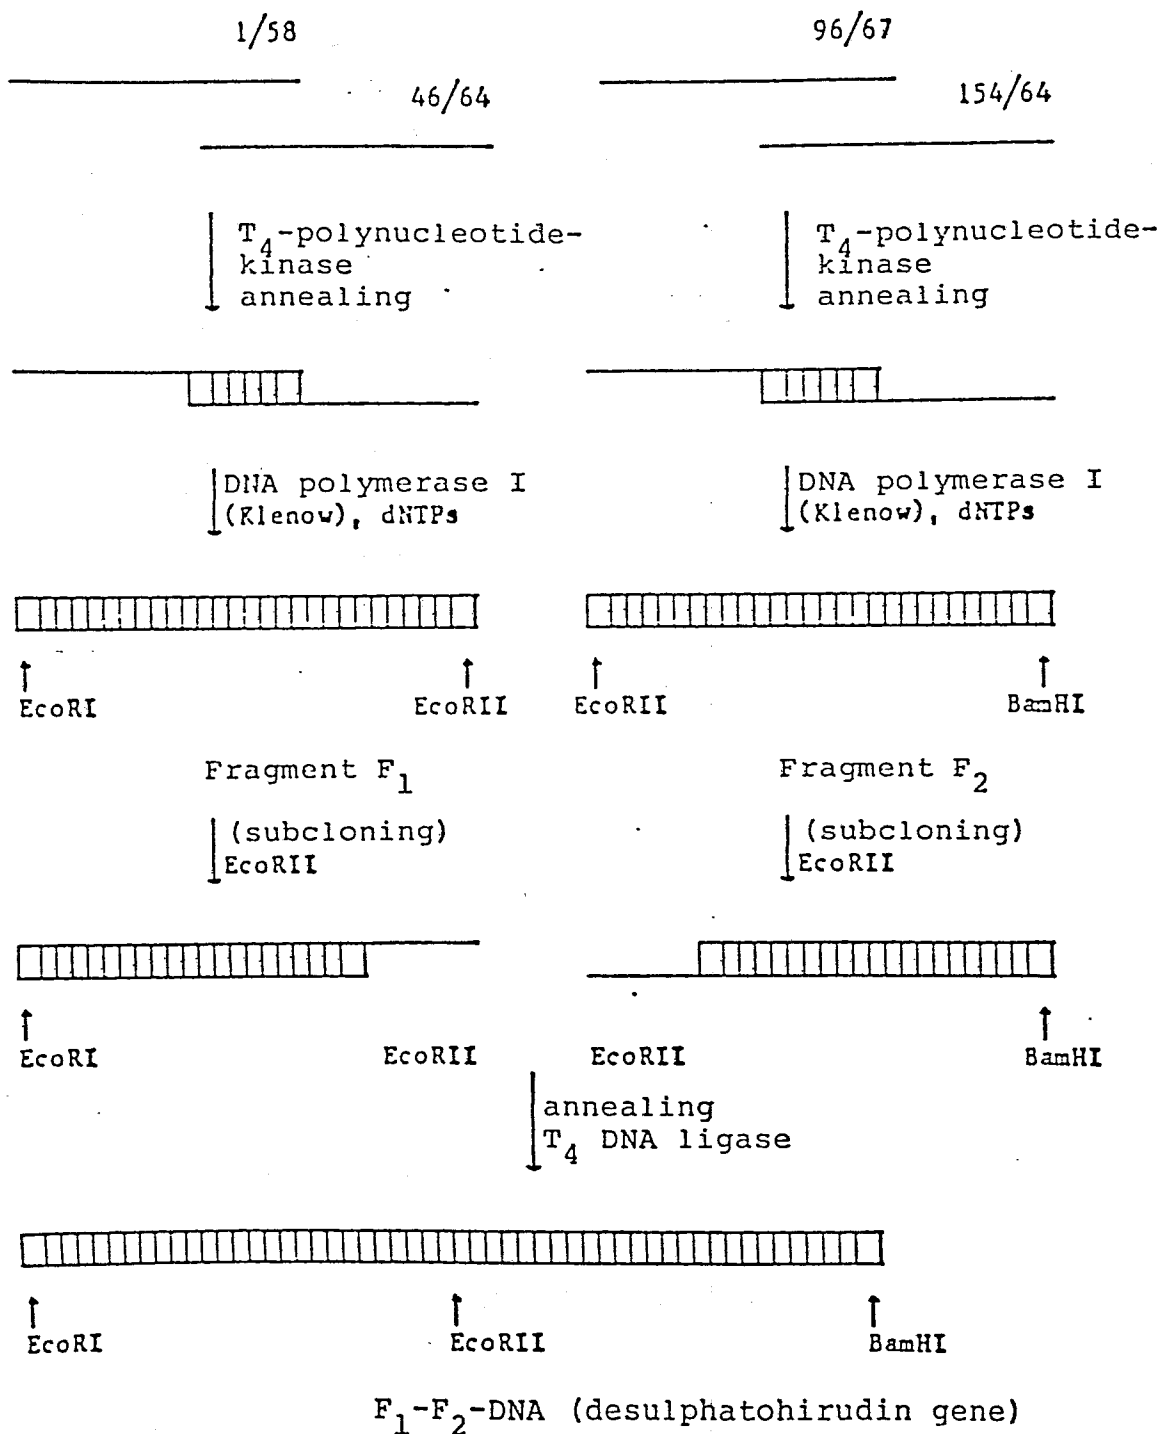 1/58
96/67
46/64
154/64
T4-polynucleotide-
kinase
annealing
T4-polynucleotide-
kinase
annealing
DNA polymerase I
(Klenow), dNTPs
DNA polymerase I
(Klenow), dNTPs
EcoRI
EcoRII
EcoRII
BamHI
Fragment F1
Fragment F2
(subcloning)
EcoRII
(subcloning)
EcoRII
EcoRI
EcoRII
EcoRII
BamHI
annealing
T4 DNA ligase
EcoRI
EcoRII
BamHI
F1-F2-DNA (desulphatohirudin gene)